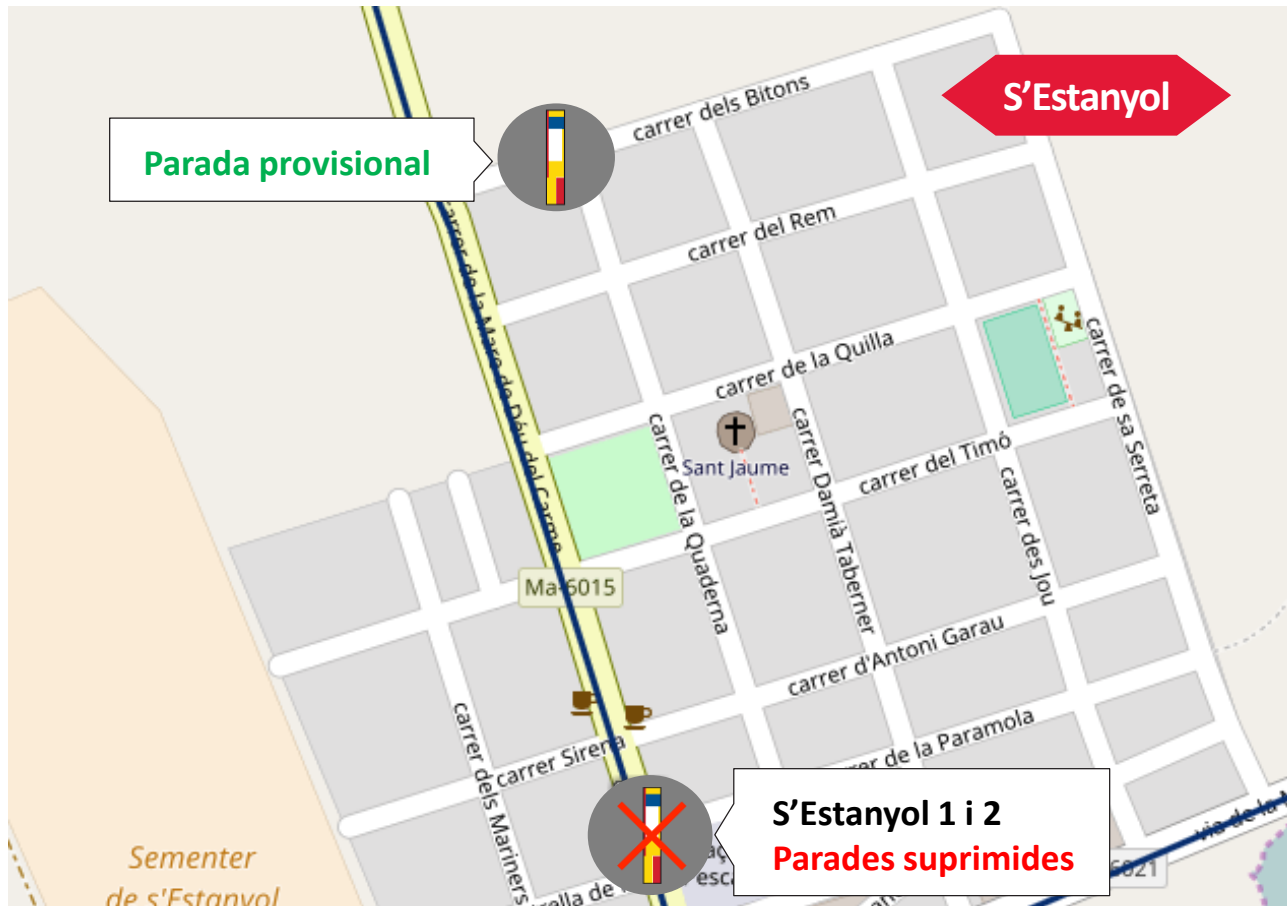 S'Estanyol
carrer dels Bitons
Parada provisional
carrer del Rem
carrer de la Mare de Déu del Carme
carrer de la Quilla
carrer de sa Serreta
Sant Jaume
carrer de la Quaderna
carrer Damià Taberner
carrer del Timó
carrer des Jou
Ma-6015
carrer d'Antoni Garau
carrer dels Mariners
carrer Sirena
de la Paramola
S'Estanyol 1 i 2
Parades suprimides
via de la
Sementer
de s'Estanyol